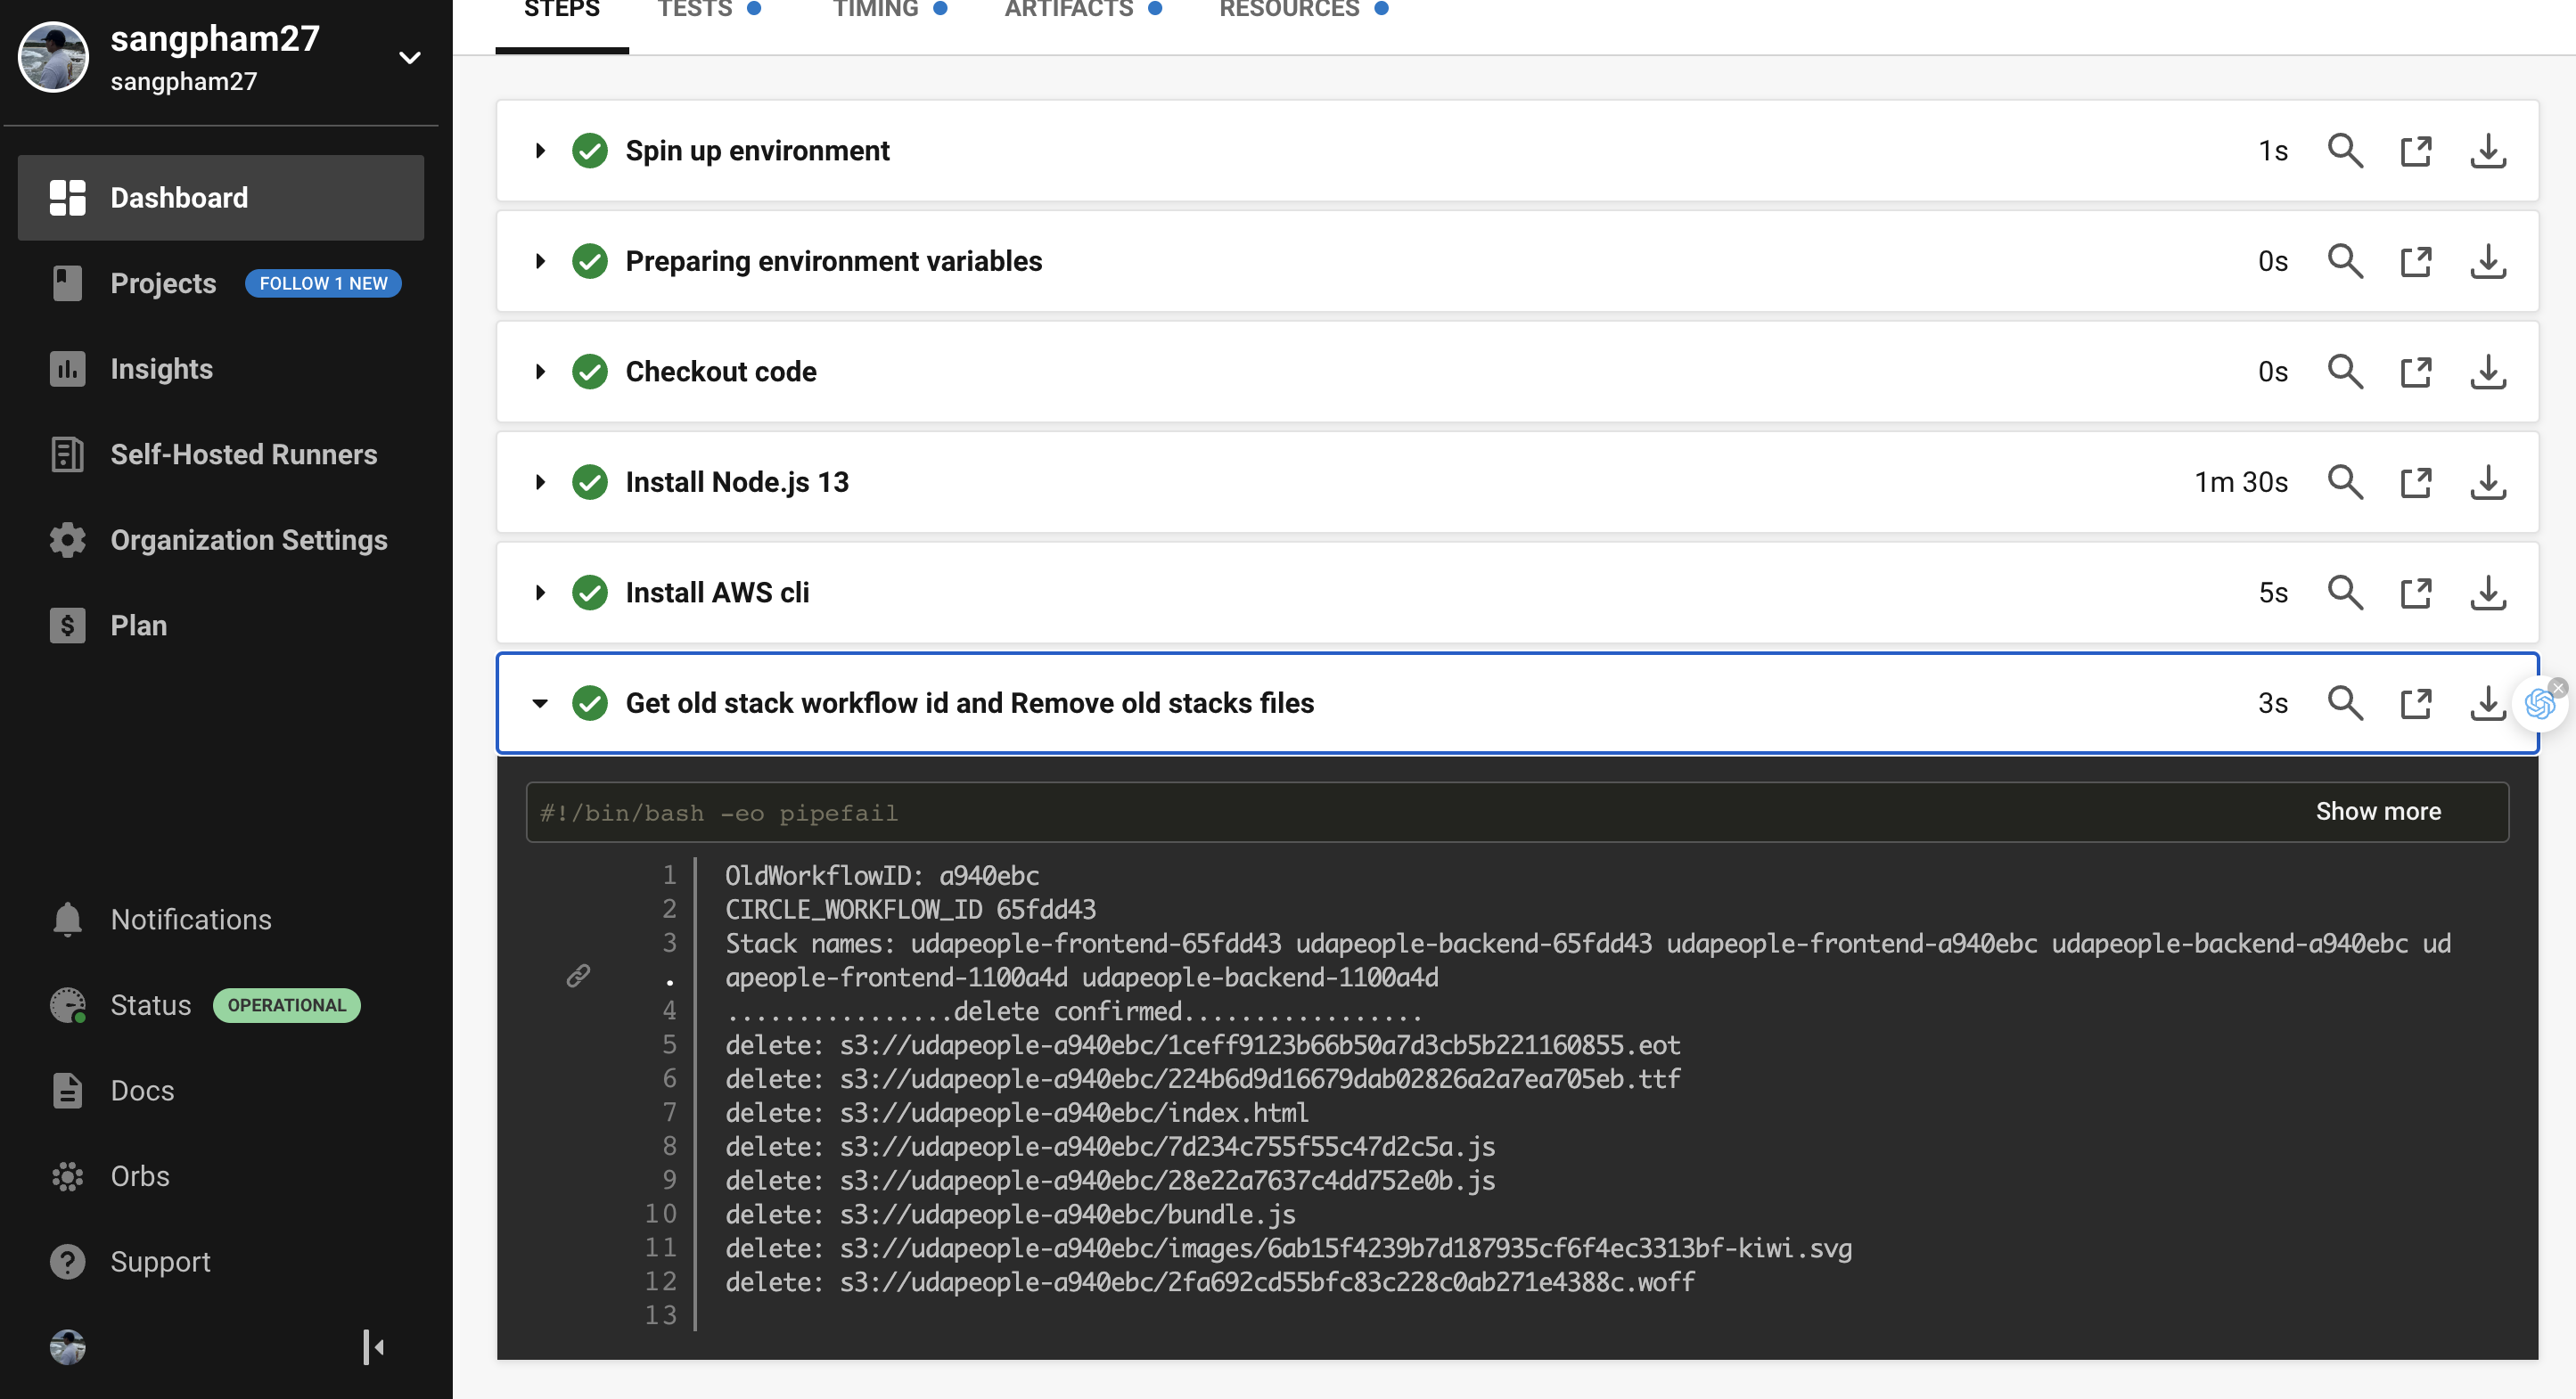 sangpham27
sangpham27
Dashboard
Projects FOLLOW 1 NEW
Insights
Self-Hosted Runners
Organization Settings
Plan
Notifications
Status OPERATIONAL
Docs
Orbs
Support
STEPS TESTS TIMING ARTIFACTS RESOURCES
Spin up environment 1s
Preparing environment variables 0s
Checkout code 0s
Install Node.js 13 1m 30s
Install AWS cli 5s
Get old stack workflow id and Remove old stacks files 3s
#!/bin/bash -eo pipefail Show more
1 OldWorkflowID: a940ebc
2 CIRCLE_WORKFLOW_ID 65fdd43
3 Stack names: udapeople-frontend-65fdd43 udapeople-backend-65fdd43 udapeople-frontend-a940ebc udapeople-backend-a940ebc ud
. apeople-frontend-1100a4d udapeople-backend-1100a4d
4 ................delete confirmed.................
5 delete: s3://udapeople-a940ebc/1ceff9123b66b50a7d3cb5b221160855.eot
6 delete: s3://udapeople-a940ebc/224b6d9d16679dab02826a2a7ea705eb.ttf
7 delete: s3://udapeople-a940ebc/index.html
8 delete: s3://udapeople-a940ebc/7d234c755f55c47d2c5a.js
9 delete: s3://udapeople-a940ebc/28e22a7637c4dd752e0b.js
10 delete: s3://udapeople-a940ebc/bundle.js
11 delete: s3://udapeople-a940ebc/images/6ab15f4239b7d187935cf6f4ec3313bf-kiwi.svg
12 delete: s3://udapeople-a940ebc/2fa692cd55bfc83c228c0ab271e4388c.woff
13